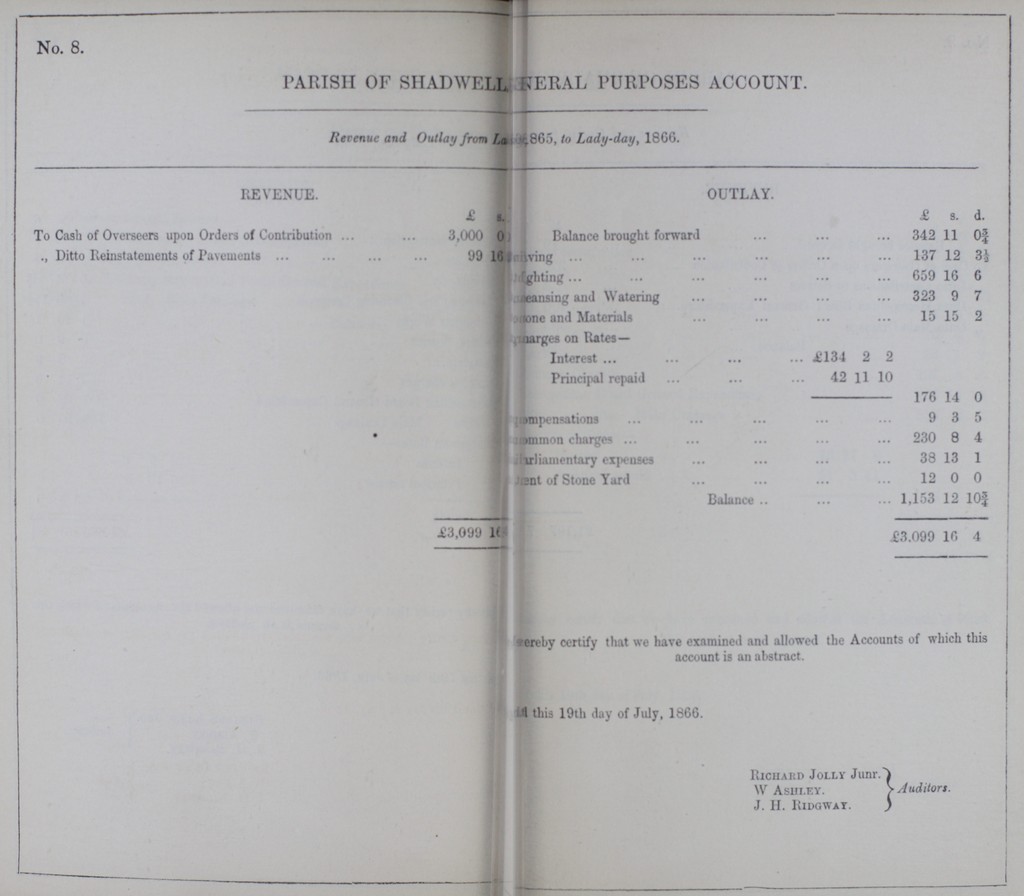 No. 8.
PARISH OF SHADWELL NERAL PURPOSES ACCOUNT.
Revenue and Outlay from 865, to Lady-day, 1866.
REVENUE.
£ s.
To Cash of Overseers upon Orders of Contribution ... ... 3,000 0
„ Ditto Reinstatements of Pavements ... ... ... ... 99 16
£3,099 16
OUTLAY.
£ s. d.
Balance brought forward ... ... ... 342 11 0¾
ving ... ... ... ... ... ... 137 12 3½
ghting ... ... ... ... ... ... 659 16 6
eansing and Watering ... ... ... ... 323 9 7
one and Materials ... ... ... ... 15 15 2
arges on Rates—
Interest ... ... ... ... £134 2 2
Principal repaid ... ... ... 42 11 10
176 14 0
ompensations ... ... ... ... ... 9 3 5
ommon charges ... ... ... ... ... 230 8 4
rliamentary expenses ... ... ... ... 38 13 1
ent of Stone Yard ... ... ... ... 12 0 0
Balance .. ... ... 1,153 12 10¾
£3,099 16 4
ereby certify that we have examined and allowed the Accounts of which this
account is an abstract.
this 19th day of July, 1866.
RICHARD JOLLY Junr.
W ASHLEY.
J. H. RIDGWAY.
} Auditors.